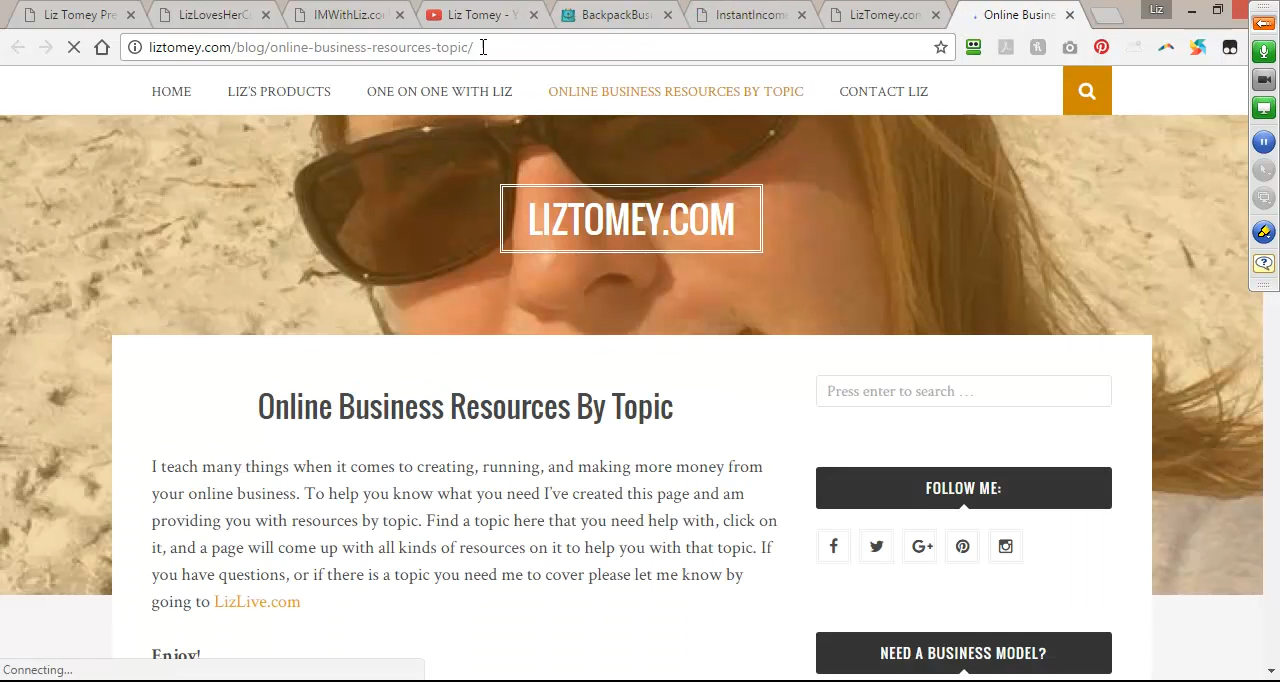 Liz Tomey Pre
LizLovesHerC
IMWithLiz.co
Liz Tomey - Y
BackpackBus
InstantIncome
LizTomey.com
Online Busine
Liz
liztomey.com/blog/online-business-resources-topic/
HOME
LIZ'S PRODUCTS
ONE ON ONE WITH LIZ
ONLINE BUSINESS RESOURCES BY TOPIC
CONTACT LIZ
LIZTOMEY.COM
Online Business Resources By Topic
I teach many things when it comes to creating, running, and making more money from
your online business. To help you know what you need I've created this page and am
providing you with resources by topic. Find a topic here that you need help with, click on
it, and a page will come up with all kinds of resources on it to help you with that topic. If
you have questions, or if there is a topic you need me to cover please let me know by
going to LizLive.com
Enjoy!
Press enter to search …
FOLLOW ME:
NEED A BUSINESS MODEL?
Connecting...